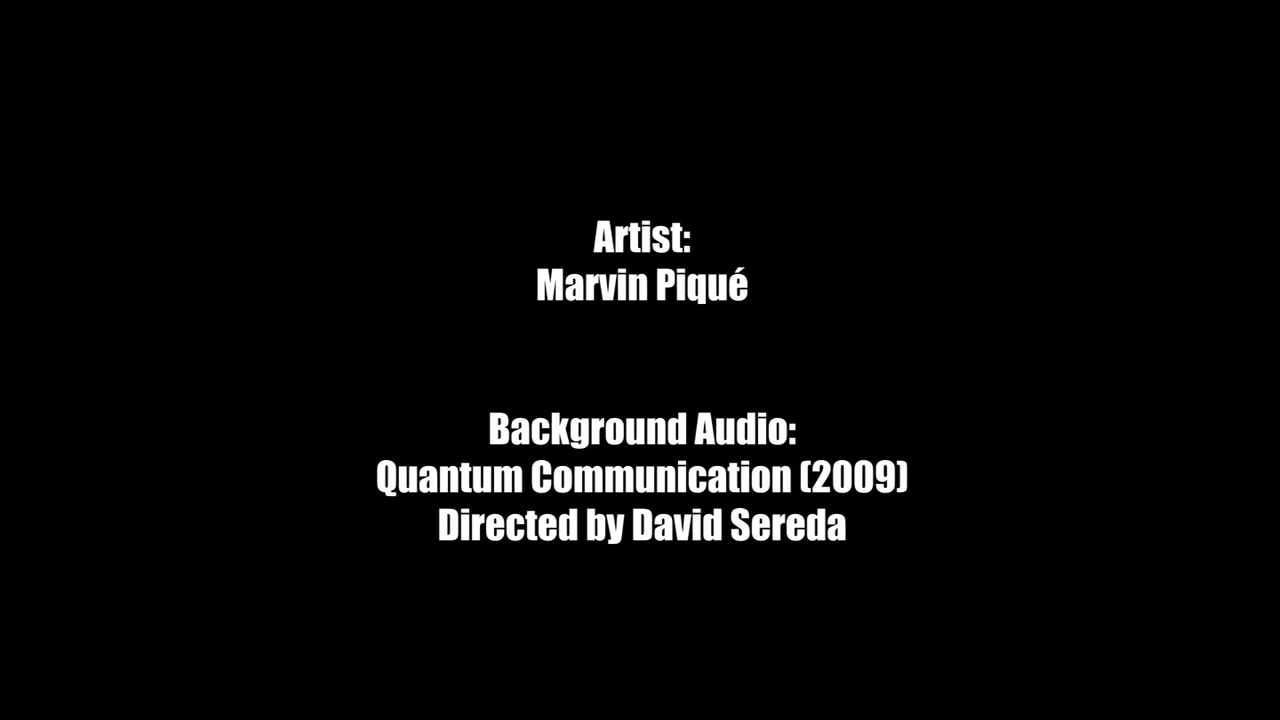 Artist:
Marvin Piqué
Background Audio:
Quantum Communication (2009)
Directed by David Sereda